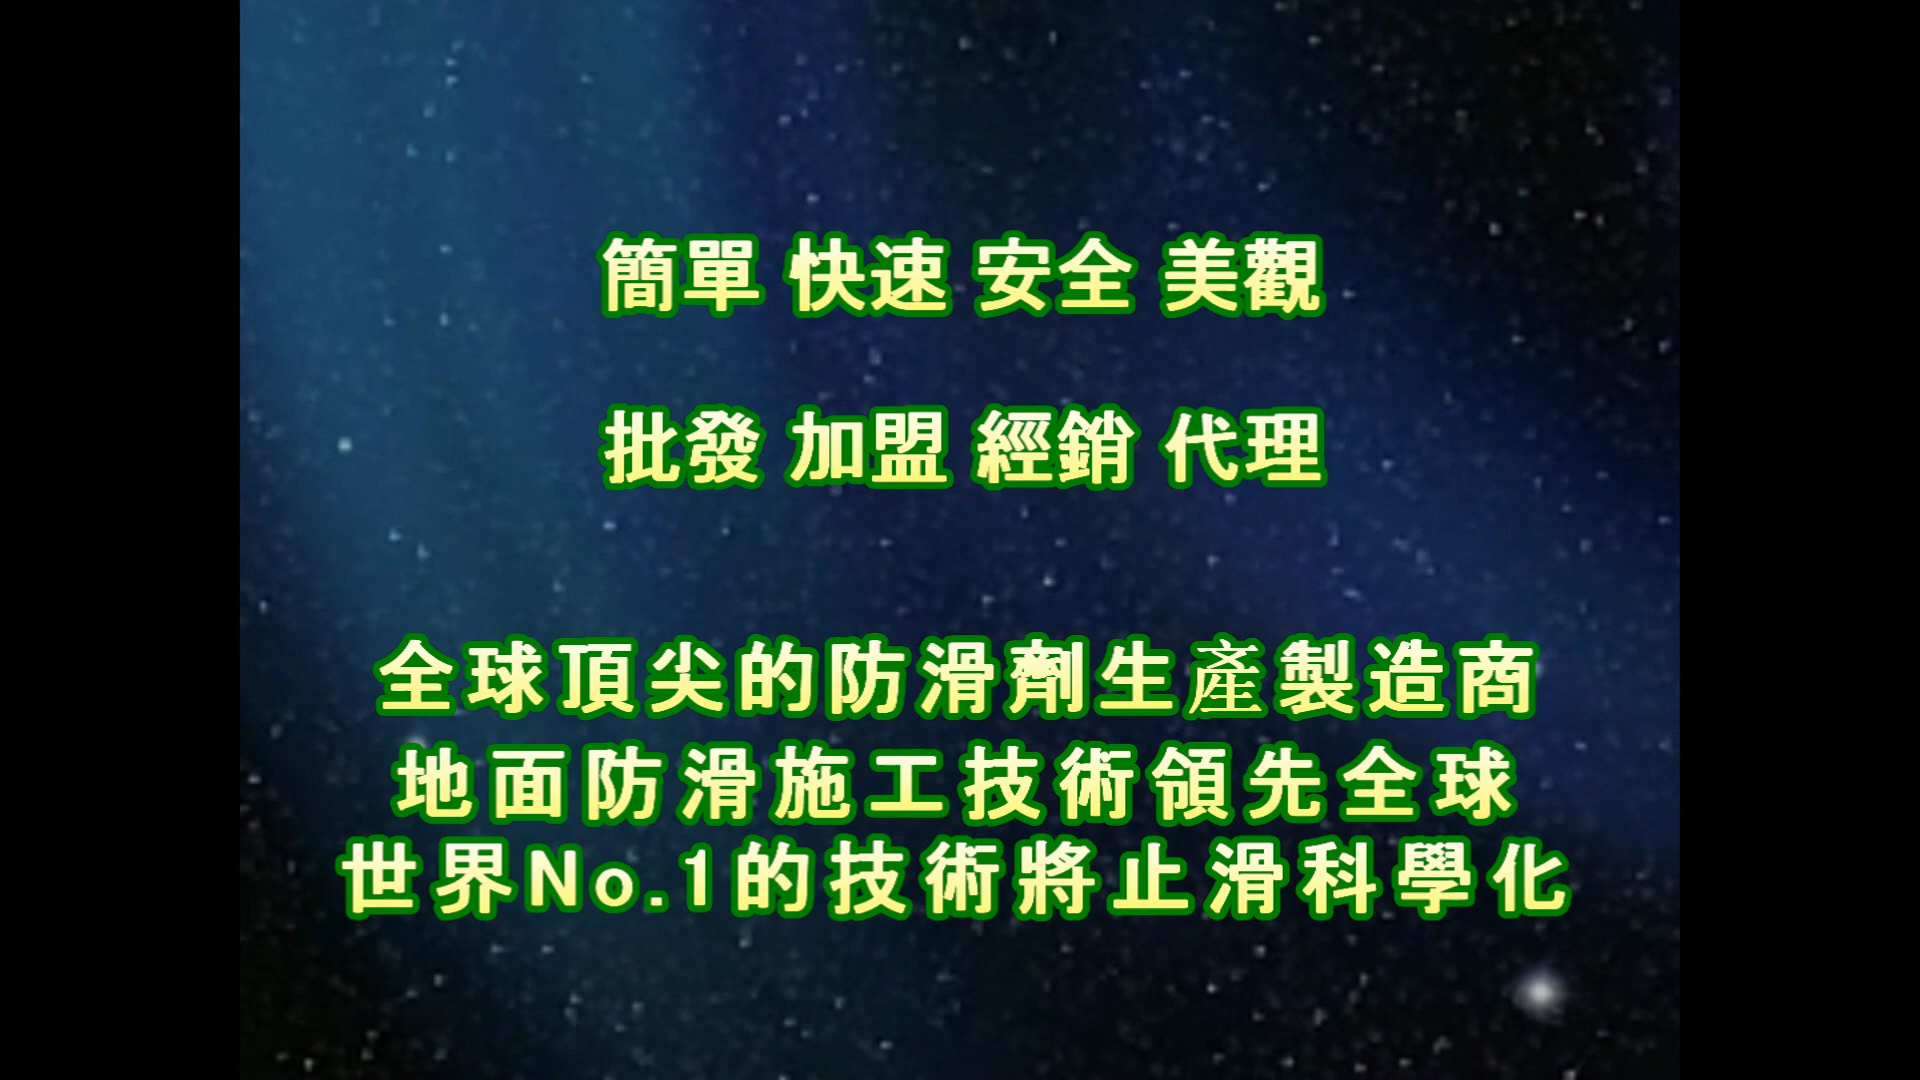 簡單 快速 安全 美觀
批發 加盟 經銷 代理
全球頂尖的防滑劑生產製造商
地面防滑施工技術領先全球
世界No.1的技術將止滑科學化